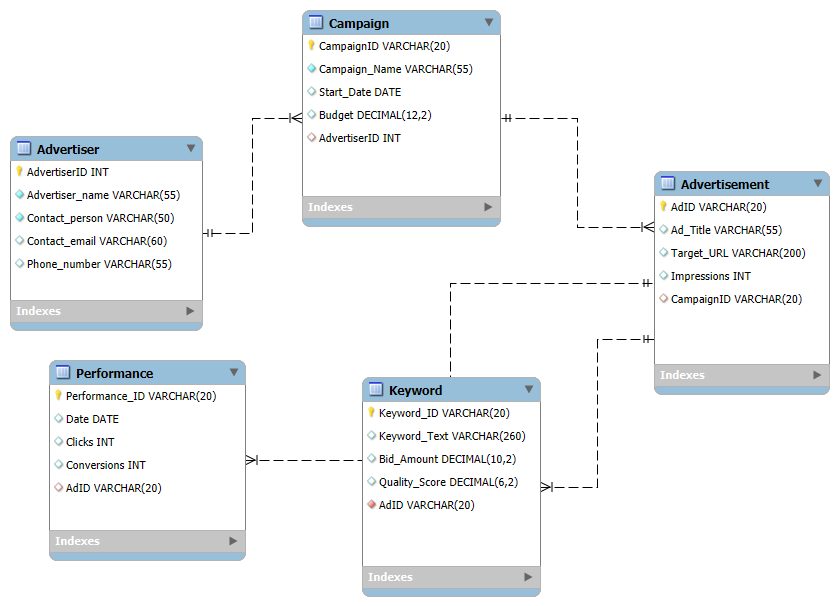 Campaign
CampaignID VARCHAR(20)
Campaign_Name VARCHAR(55)
Start_Date DATE
Budget DECIMAL(12,2)
AdvertiserID INT
Indexes
Advertiser
AdvertiserID INT
Advertiser_name VARCHAR(55)
Contact_person VARCHAR(50)
Contact_email VARCHAR(60)
Phone_number VARCHAR(55)
Indexes
Advertisement
AdID VARCHAR(20)
Ad_Title VARCHAR(55)
Target_URL VARCHAR(200)
Impressions INT
CampaignID VARCHAR(20)
Indexes
Performance
Performance_ID VARCHAR(20)
Date DATE
Clicks INT
Conversions INT
AdID VARCHAR(20)
Indexes
Keyword
Keyword_ID VARCHAR(20)
Keyword_Text VARCHAR(260)
Bid_Amount DECIMAL(10,2)
Quality_Score DECIMAL(6,2)
AdID VARCHAR(20)
Indexes